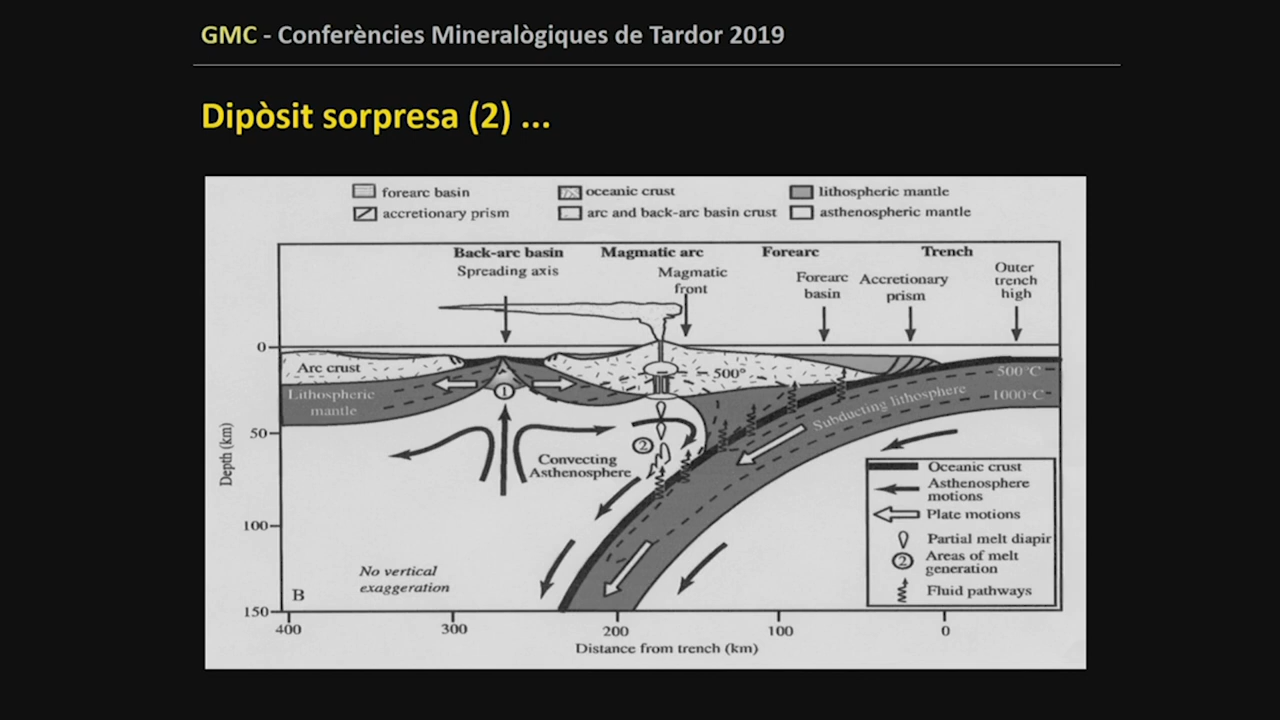 GMC - Conferències Mineralògiques de Tardor 2019
Dipòsit sorpresa (2) ...
forearc basin
oceanic crust
lithospheric mantle
accretionary prism
arc and back-arc basin crust
asthenospheric mantle
Back-arc basin
Magmatic arc
Forearc
Trench
Spreading axis
Magmatic
front
Forearc
basin
Accretionary
prism
Outer
trench
high
0
Arc crust
500°
500°C
Lithospheric
mantle
1
1000°C
Subducting lithosphere
50
2
Convecting
Asthenosphere
Depth (km)
Oceanic crust
Asthenosphere
motions
Plate motions
100
Partial melt diapir
2
Areas of melt
generation
No vertical
exaggeration
Fluid pathways
B
150
400
300
200
100
0
Distance from trench (km)